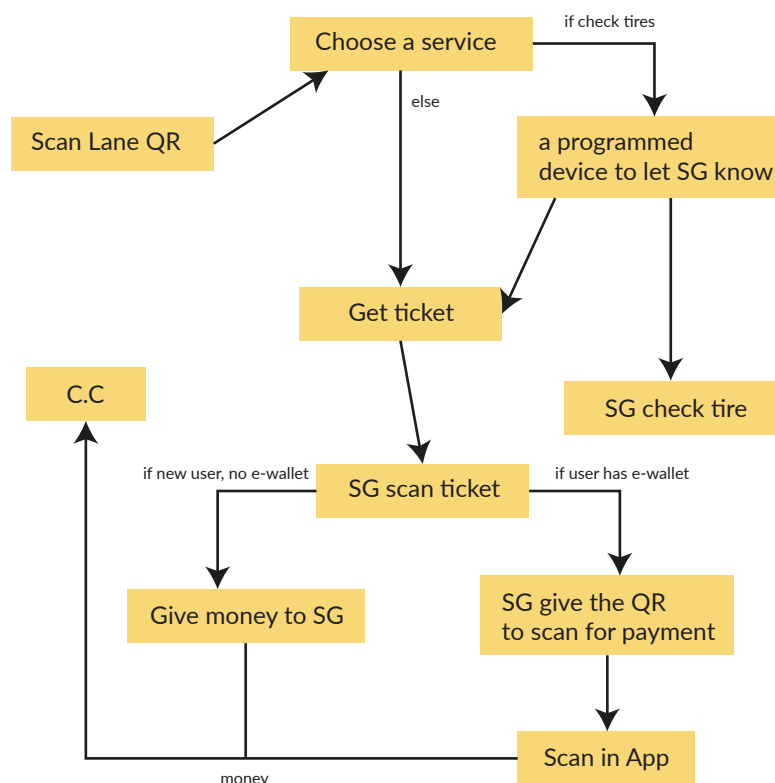 if check tires
Choose a service
else
Scan Lane QR
a programmed
device to let SG know
Get ticket
C.C
SG check tire
if new user, no e-wallet
SG scan ticket
if user has e-wallet
Give money to SG
SG give the QR
to scan for payment
Scan in App
money